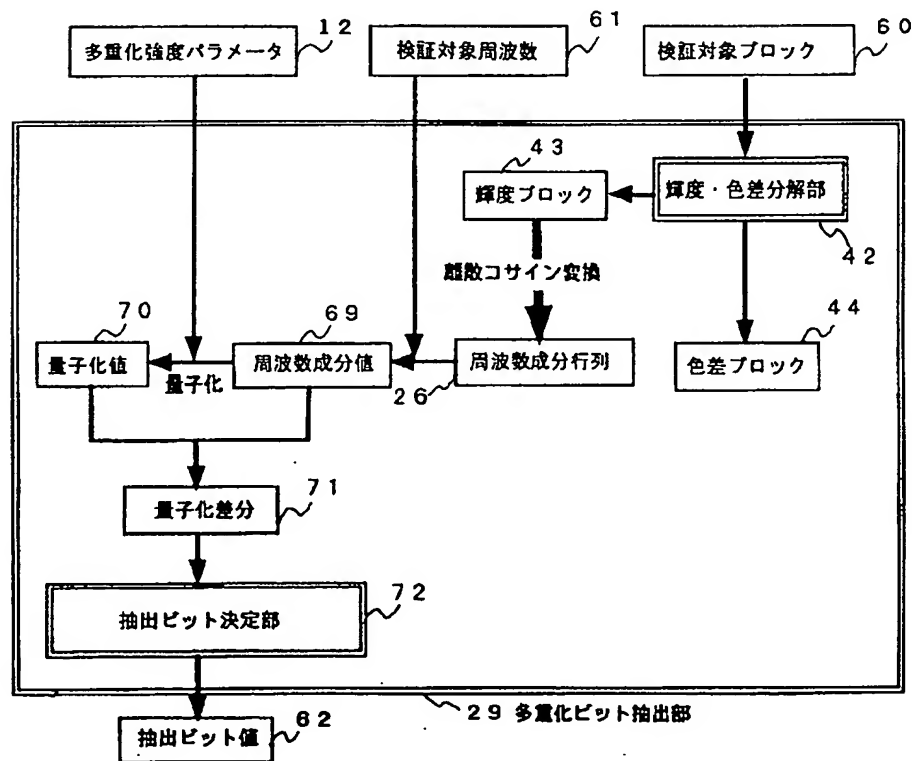 多重化強度パラメータ
12
検証対象周波数
61
検証対象ブロック
60
43
輝度ブロック
輝度・色差分解部
42
離散コサイン変換
70
量子化値
量子化
69
周波数成分値
26
周波数成分行列
44
色差ブロック
量子化差分
71
抽出ビット決定部
72
29 多重化ビット抽出部
抽出ビット値
62